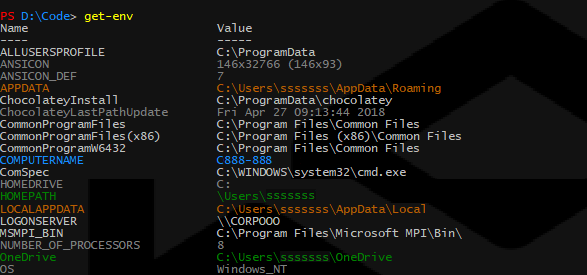 PS D:\Code> get-env
Name Value
---- -----
ALLUSERSPROFILE C:\ProgramData
ANSICON 146x32766 (146x93)
ANSICON_DEF 7
APPDATA C:\Users\sssssss\AppData\Roaming
ChocolateyInstall C:\ProgramData\chocolatey
ChocolateyLastPathUpdate Fri Apr 27 09:13:44 2018
CommonProgramFiles C:\Program Files\Common Files
CommonProgramFiles(x86) C:\Program Files (x86)\Common Files
CommonProgramW6432 C:\Program Files\Common Files
COMPUTERNAME C888-888
ComSpec C:\WINDOWS\system32\cmd.exe
HOMEDRIVE C:
HOMEPATH \Users\sssssss
LOCALAPPDATA C:\Users\sssssss\AppData\Local
LOGONSERVER \\CORPOOO
MSMPI_BIN C:\Program Files\Microsoft MPI\Bin\
NUMBER_OF_PROCESSORS 8
OneDrive C:\Users\sssssss\OneDrive
OS Windows_NT